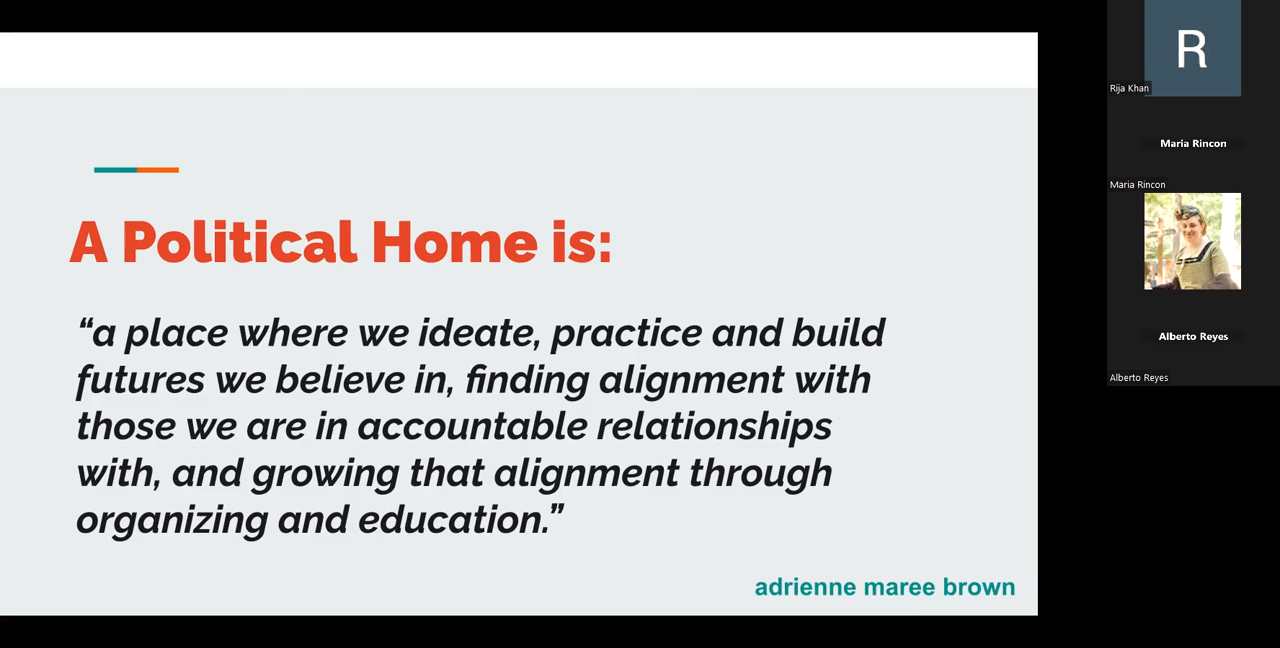 A Political Home is:
“a place where we ideate, practice and build
futures we believe in, finding alignment with
those we are in accountable relationships
with, and growing that alignment through
organizing and education.”
adrienne maree brown
R
Rija Khan
Maria Rincon
Maria Rincon
Alberto Reyes
Alberto Reyes